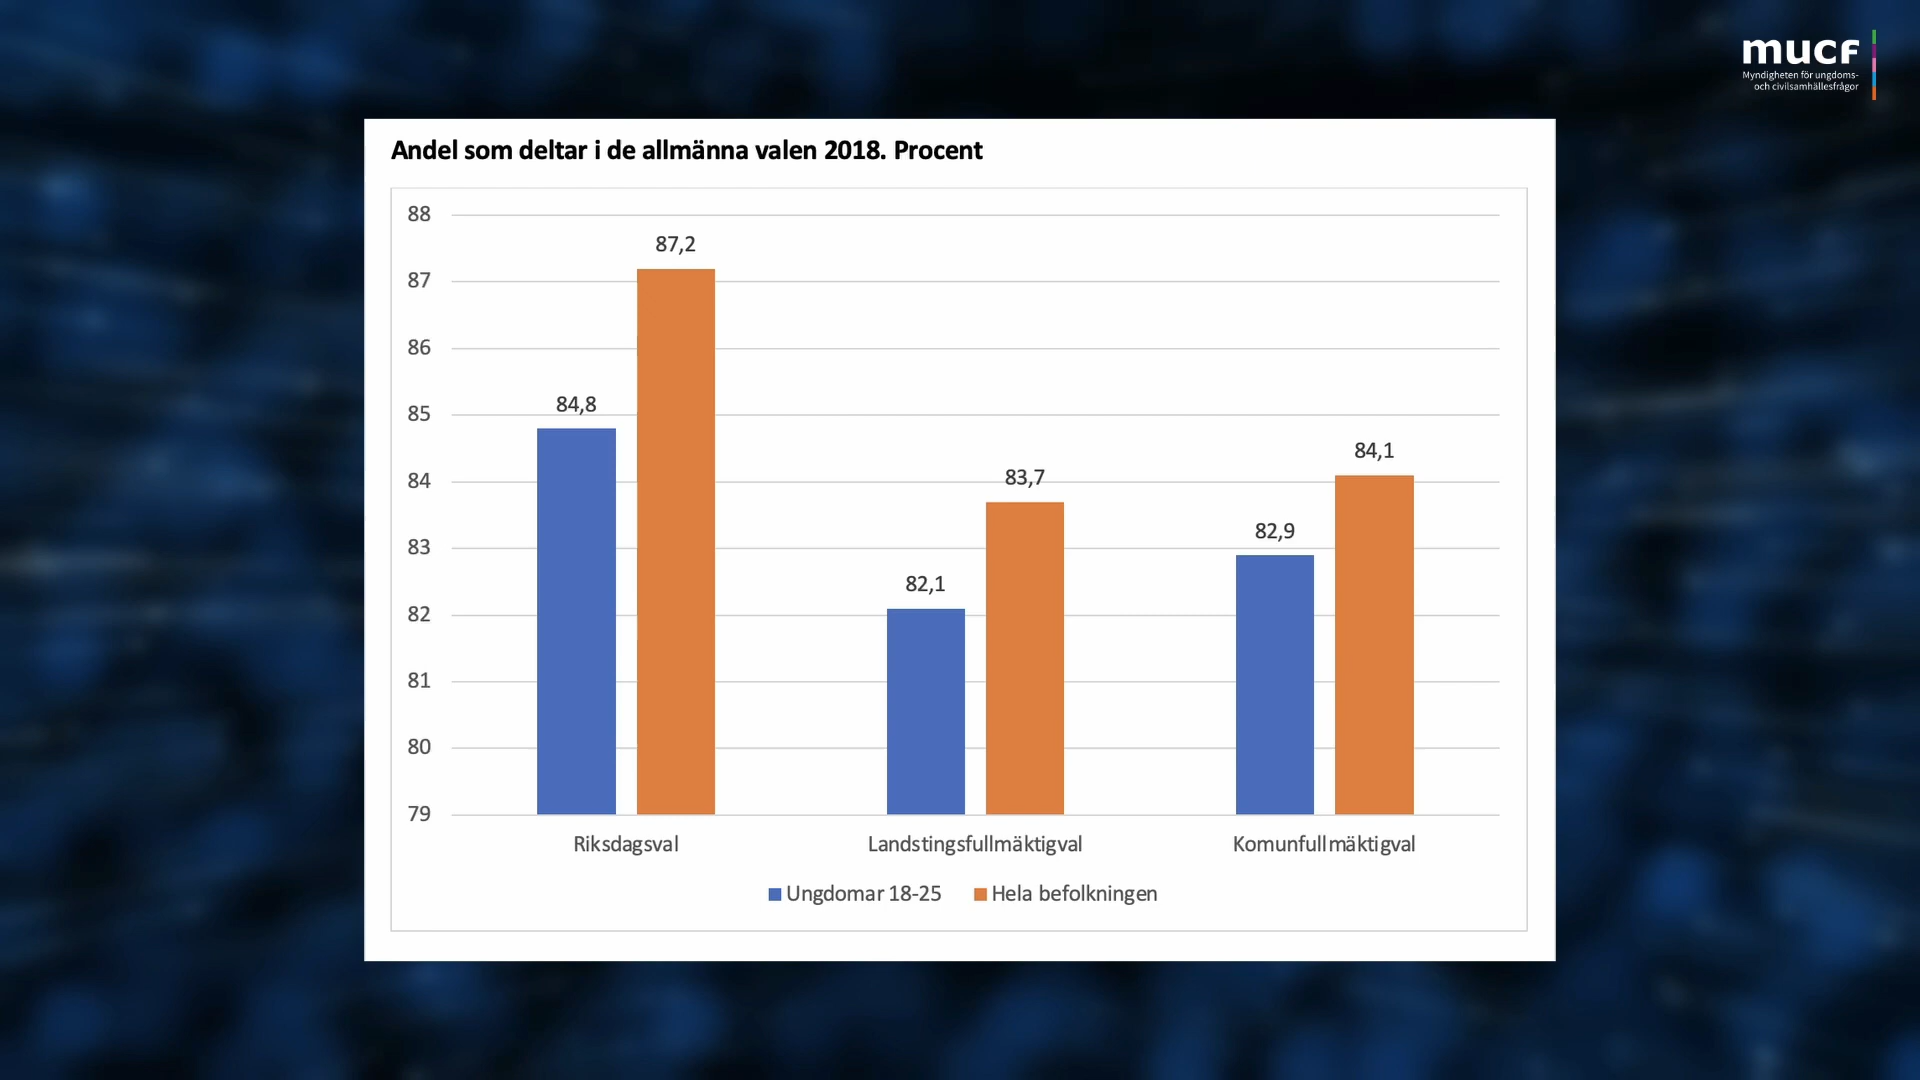 mucf
Myndigheten för ungdoms-
och civilsamhällesfrågor
Andel som deltar i de allmänna valen 2018. Procent
88
87
86
85
84
83
82
81
80
79
84,8
87,2
82,1
83,7
82,9
84,1
Riksdagsval
Landstingsfullmäktigval
Komunfullmäktigval
Ungdomar 18-25
Hela befolkningen